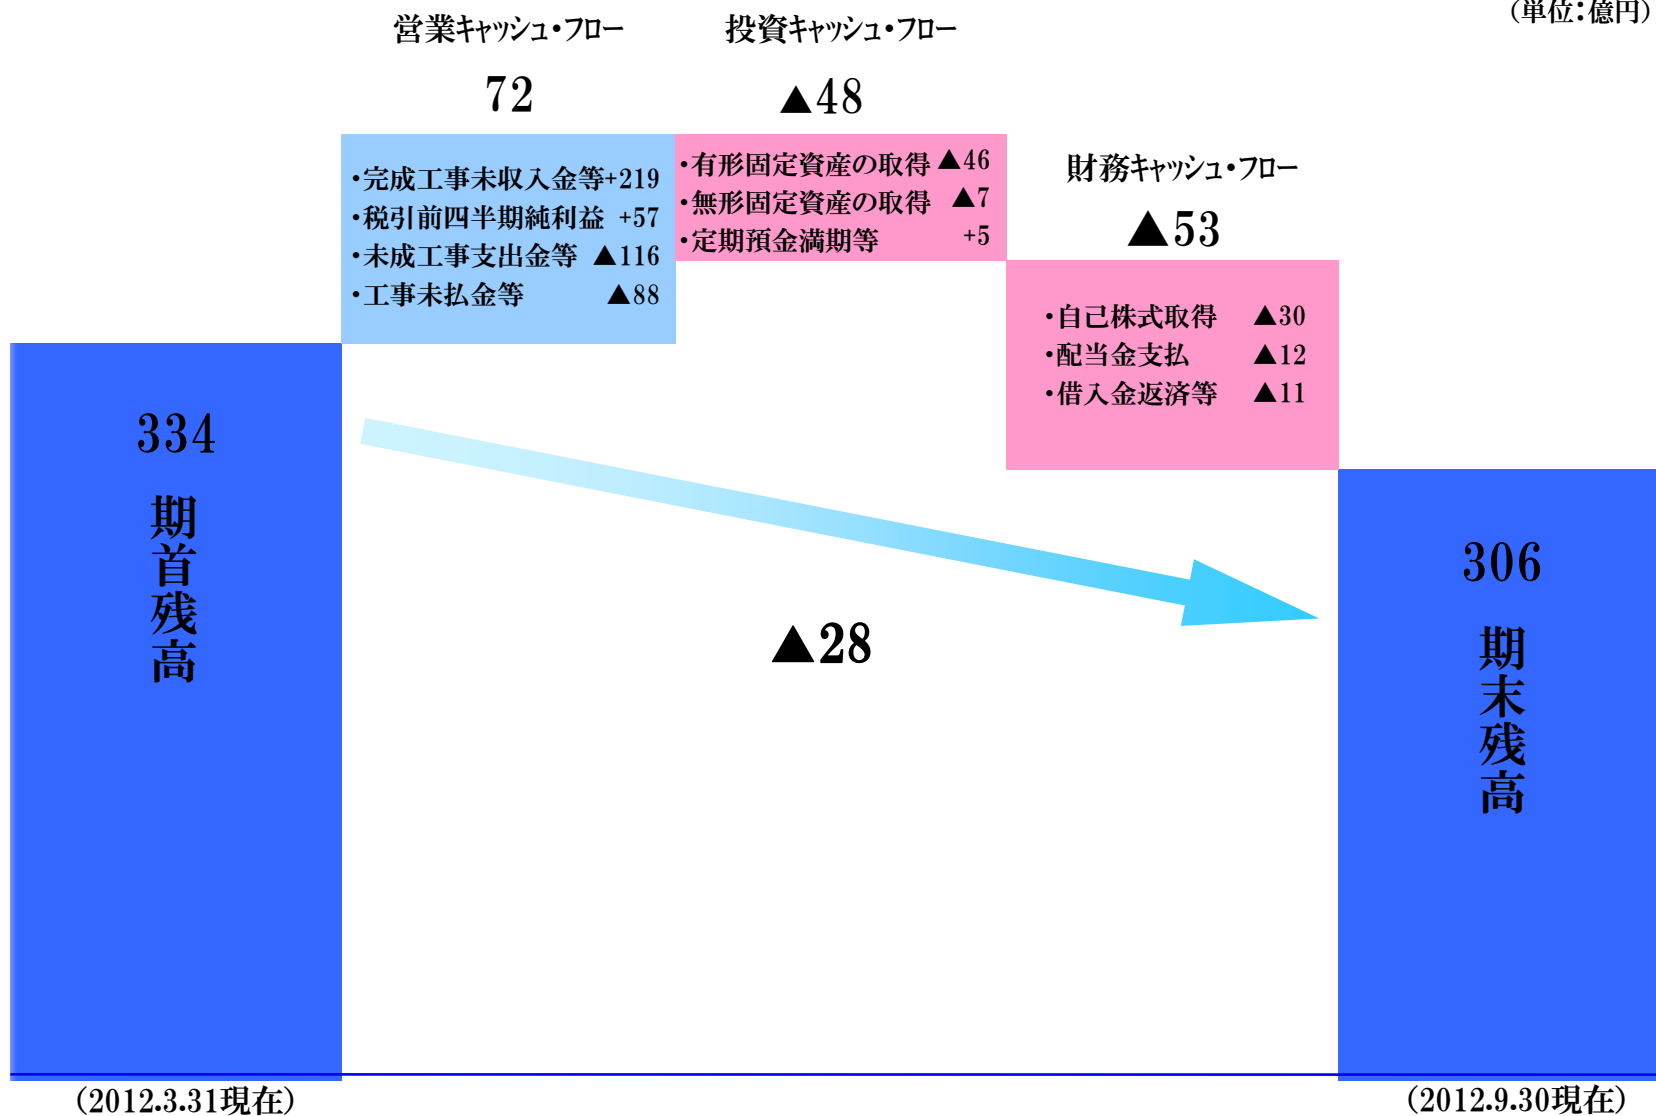 （単位：億円）
営業キャッシュ・フロー
72
・完成工事未収入金等+219
・税引前四半期純利益 +57
・未成工事支出金等 ▲116
・工事未払金等 ▲88
投資キャッシュ・フロー
▲48
・有形固定資産の取得 ▲46
・無形固定資産の取得 ▲7
・定期預金満期等 +5
財務キャッシュ・フロー
▲53
・自己株式取得 ▲30
・配当金支払 ▲12
・借入金返済等 ▲11
334
期首残高
▲28
306
期末残高
（2012.3.31現在）
（2012.9.30現在）